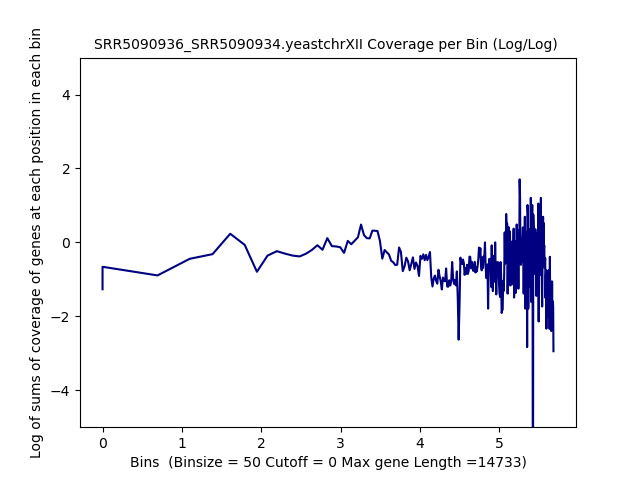 SRR5090936_SRR5090934.yeastchrXII Coverage per Bin (Log/Log)
Log of sums of coverage of genes at each position in each bin
4
2
0
−2
−4
0 1 2 3 4 5
Bins  (Binsize = 50 Cutoff = 0 Max gene Length =14733)